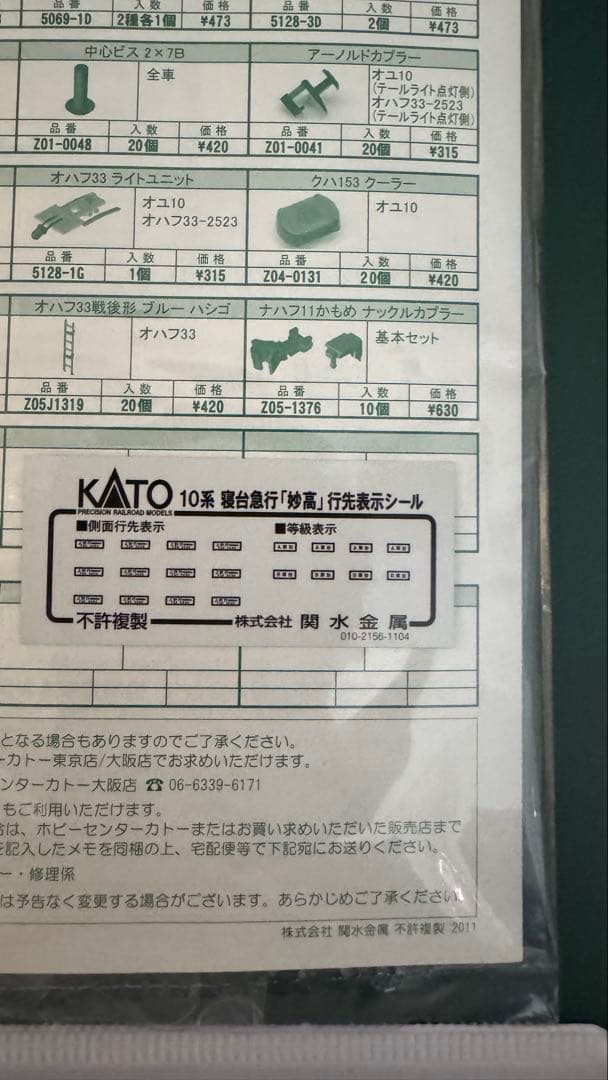 品番 入数 価格
5069-1D 2種各1個 ¥473
品番 入数 価格
5128-3D 2個 ¥473
中心ビス 2×7B
全車
品番 入数 価格
Z01-0048 20個 ¥420
アーノルドカプラー
オユ10
(テールライト点灯側)
オハフ33-2523
(テールライト点灯側)
品番 入数 価格
Z01-0041 20個 ¥315
オハフ33 ライトユニット
オユ10
オハフ33-2523
品番 入数 価格
5128-1G 1個 ¥315
クハ153 クーラー
オユ10
品番 入数 価格
Z04-0131 20個 ¥420
オハフ33戦後形 ブルー ハシゴ
オハフ33
品番 入数 価格
Z05J1319 20個 ¥420
ナハフ11かもめ ナックルカプラー
基本セット
品番 入数 価格
Z05-1376 10個 ¥630
KATO 10系 寝台急行「妙高」行先表示シール
PRECISION RAILROAD MODELS
■側面行先表示 ■等級表示
不許複製 株式会社 関水金属
010-2156-1104
となる場合もありますのでご了承ください。
ーカトー東京店/大阪店でお求めいただけます。
ンターカトー大阪店 ☎ 06-6339-6171
もご利用いただけます。
合は、ホビーセンターカトーまたはお買い求めいただいた販売店まで
を記入したメモを同梱の上、宅配便等で下記宛にお送りください。
ー・修理係
は予告なく変更する場合がございます。あらかじめご了承ください
株式会社 関水金属 不許複製 2011